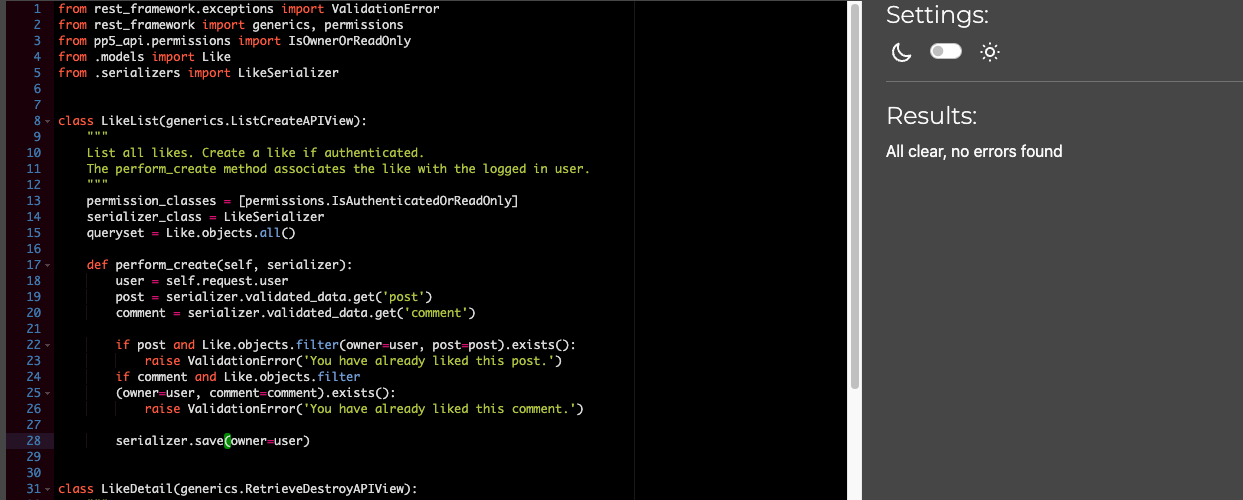 1 from rest_framework.exceptions import ValidationError
2 from rest_framework import generics, permissions
3 from pp5_api.permissions import IsOwnerOrReadOnly
4 from .models import Like
5 from .serializers import LikeSerializer
6
7
8 class LikeList(generics.ListCreateAPIView):
9     """
10     List all likes. Create a like if authenticated.
11     The perform_create method associates the like with the logged in user.
12     """
13     permission_classes = [permissions.IsAuthenticatedOrReadOnly]
14     serializer_class = LikeSerializer
15     queryset = Like.objects.all()
16
17     def perform_create(self, serializer):
18         user = self.request.user
19         post = serializer.validated_data.get('post')
20         comment = serializer.validated_data.get('comment')
21
22         if post and Like.objects.filter(owner=user, post=post).exists():
23             raise ValidationError('You have already liked this post.')
24         if comment and Like.objects.filter
25         (owner=user, comment=comment).exists():
26             raise ValidationError('You have already liked this comment.')
27
28         serializer.save(owner=user)
29
30
31 class LikeDetail(generics.RetrieveDestroyAPIView):
Settings:
Results:
All clear, no errors found